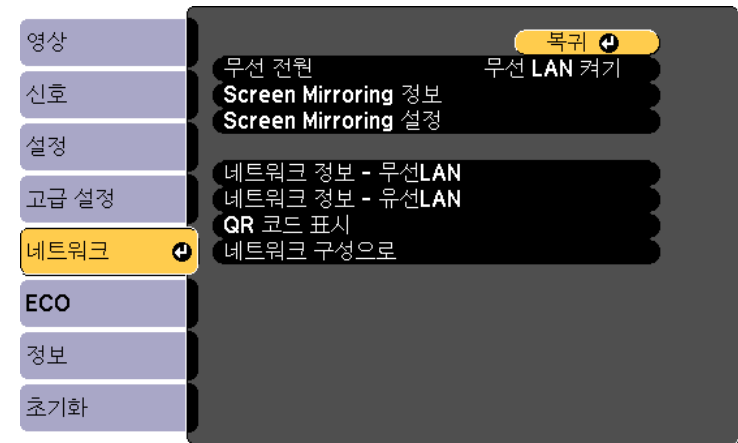 영상
신호
설정
고급 설정
네트워크
ECO
정보
초기화
복귀
무선 전원 무선 LAN 켜기
Screen Mirroring 정보
Screen Mirroring 설정
네트워크 정보 - 무선LAN
네트워크 정보 - 유선LAN
QR 코드 표시
네트워크 구성으로